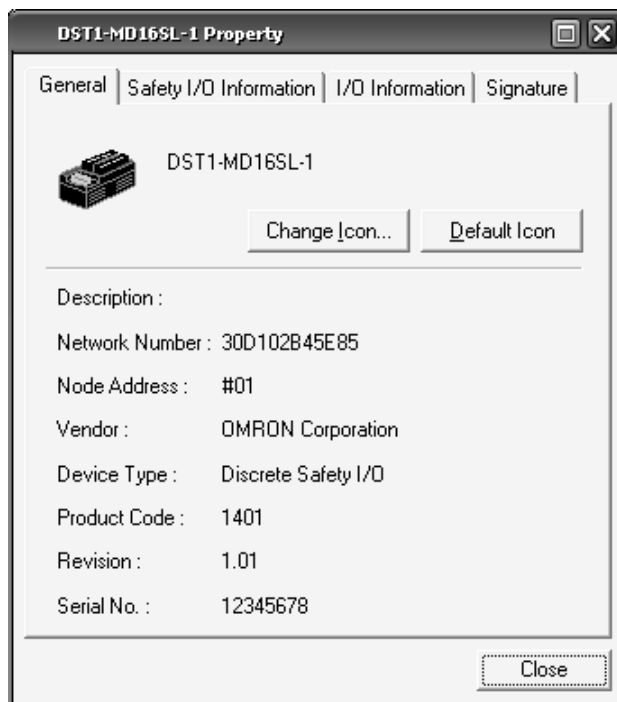 DST1-MD16SL-1 Property
General Safety I/O Information I/O Information Signature
DST1-MD16SL-1
Change Icon... Default Icon
Description :
Network Number : 30D102B45E85
Node Address : #01
Vendor : OMRON Corporation
Device Type : Discrete Safety I/O
Product Code : 1401
Revision : 1.01
Serial No. : 12345678
Close